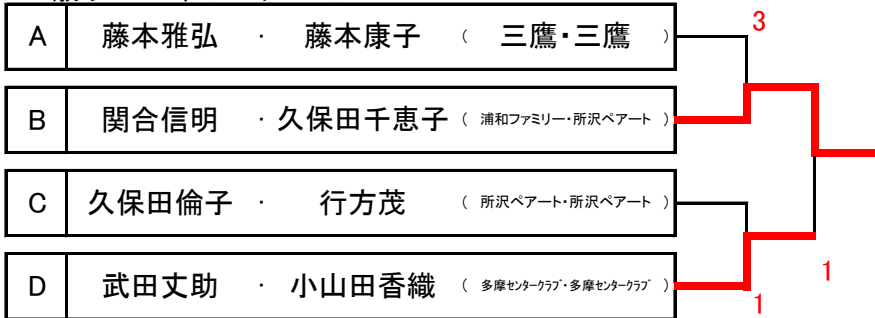 A 藤本雅弘 ・ 藤本康子 ( 三鷹・三鷹 ) 3
B 関合信明 ・ 久保田千恵子 ( 浦和ファミリー・所沢ペアート )
C 久保田倫子 ・ 行方茂 ( 所沢ペアート・所沢ペアート )
D 武田丈助 ・ 小山田香織 ( 多摩センタークラブ・多摩センタークラブ ) 1
1